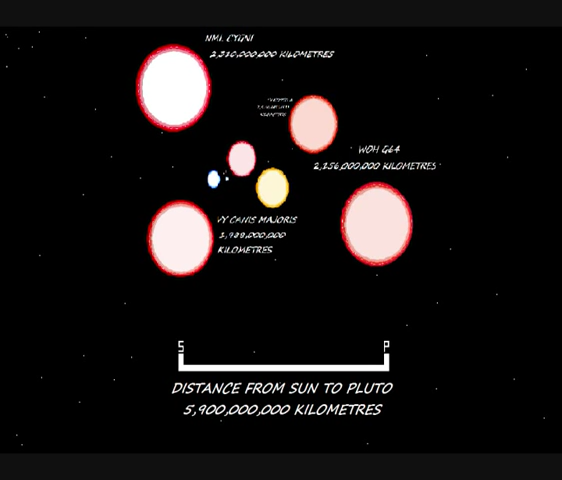 NML CYGNI
2,310,000,000 KILOMETRES
WOH G64
2,156,000,000 KILOMETRES
VY CANIS MAJORIS
1,988,000,000
KILOMETRES
S P
DISTANCE FROM SUN TO PLUTO
5,900,000,000 KILOMETRES